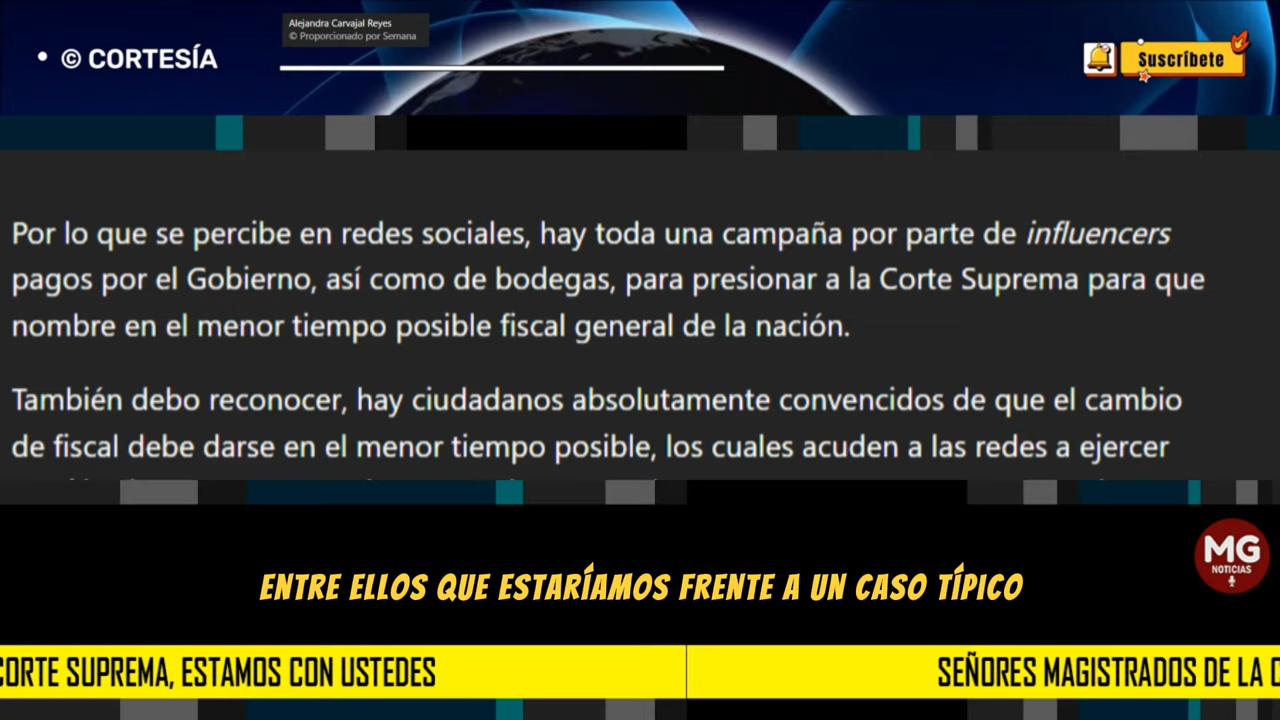 Alejandra Carvajal Reyes
© Proporcionado por Semana
• © CORTESÍA
Suscríbete
Por lo que se percibe en redes sociales, hay toda una campaña por parte de influencers
pagos por el Gobierno, así como de bodegas, para presionar a la Corte Suprema para que
nombre en el menor tiempo posible fiscal general de la nación.
También debo reconocer, hay ciudadanos absolutamente convencidos de que el cambio
de fiscal debe darse en el menor tiempo posible, los cuales acuden a las redes a ejercer
MG
NOTICIAS
ENTRE ELLOS QUE ESTARÍAMOS FRENTE A UN CASO TÍPICO
CORTE SUPREMA, ESTAMOS CON USTEDES
SEÑORES MAGISTRADOS DE LA C